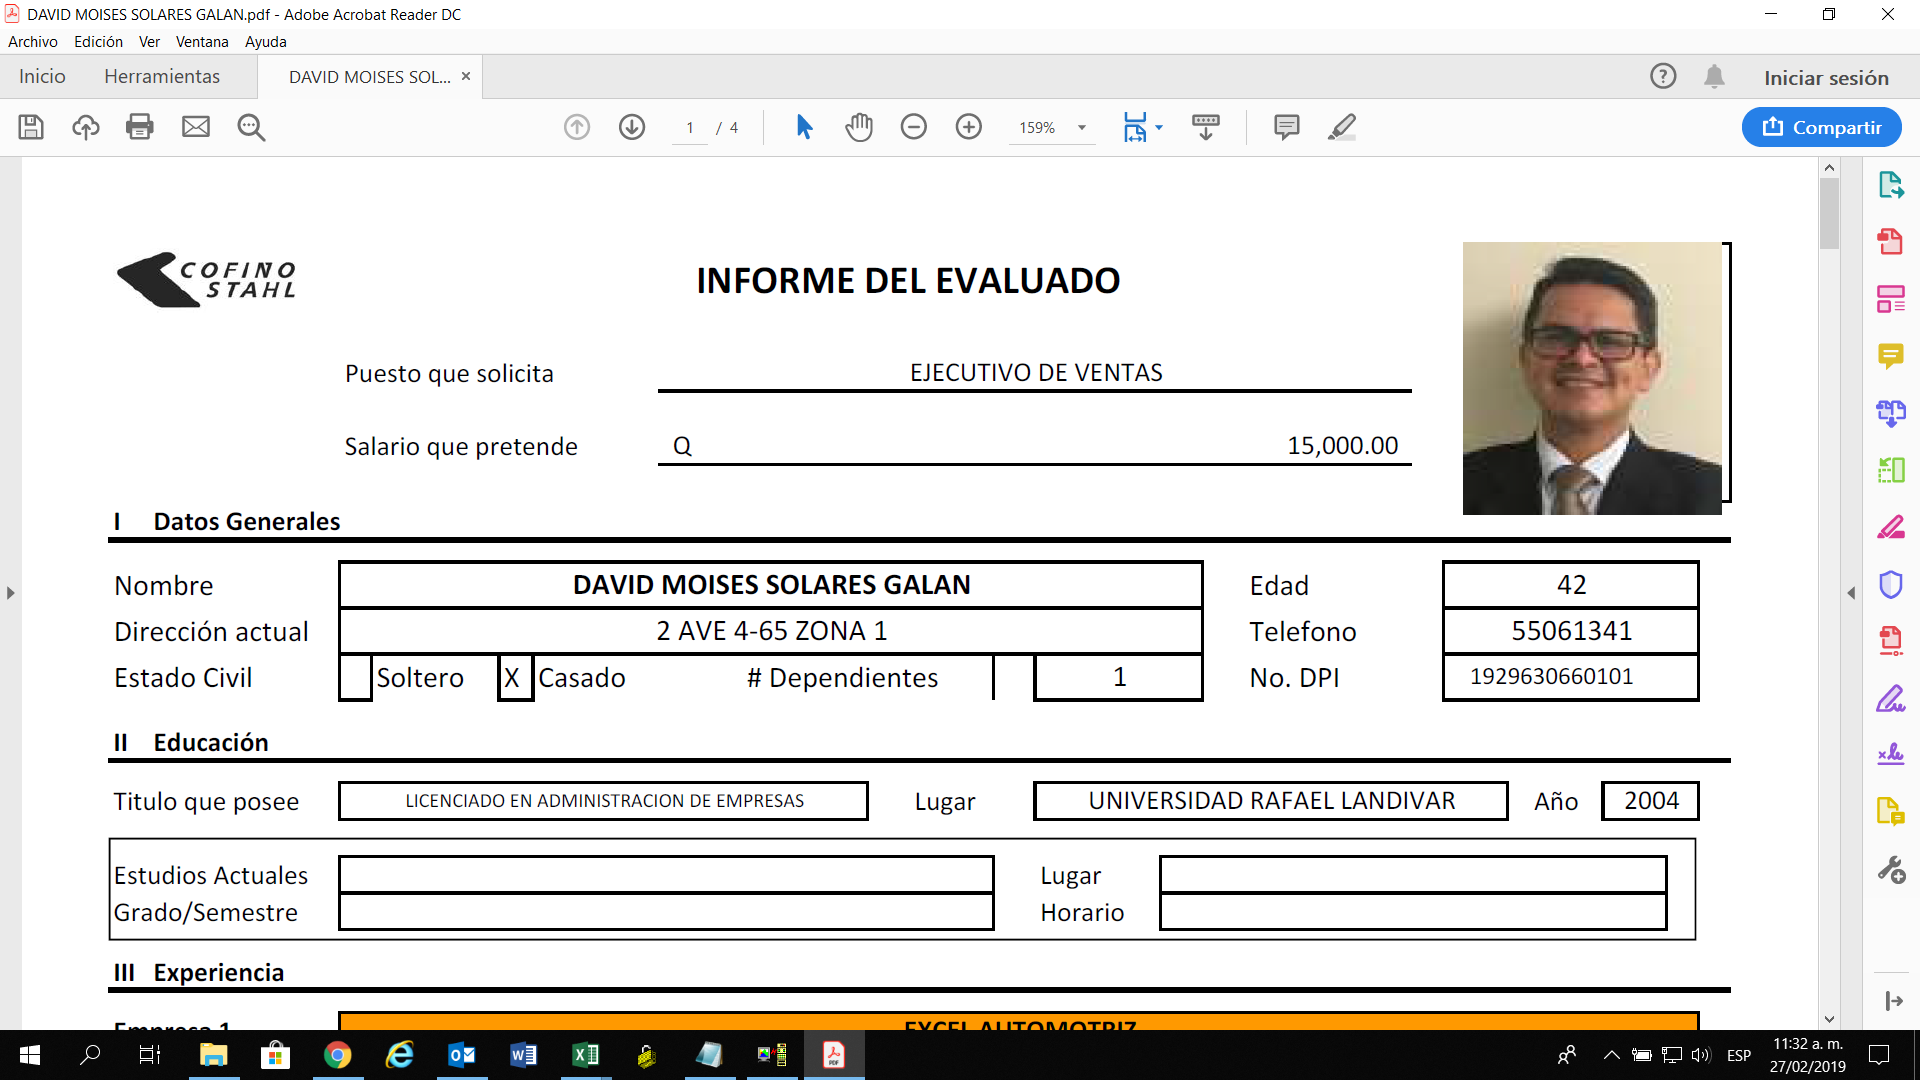 DAVID MOISES SOLARES GALAN.pdf - Adobe Acrobat Reader DC
Archivo Edición Ver Ventana Ayuda
Inicio Herramientas DAVID MOISES SOL... × Iniciar sesión
1 / 4 159% Compartir
COFINO STAHL
INFORME DEL EVALUADO
Puesto que solicita EJECUTIVO DE VENTAS
Salario que pretende Q 15,000.00
I Datos Generales
Nombre DAVID MOISES SOLARES GALAN Edad 42
Dirección actual 2 AVE 4-65 ZONA 1 Telefono 55061341
Estado Civil Soltero X Casado # Dependientes 1 No. DPI 1929630660101
II Educación
Titulo que posee LICENCIADO EN ADMINISTRACION DE EMPRESAS Lugar UNIVERSIDAD RAFAEL LANDIVAR Año 2004
Estudios Actuales Lugar
Grado/Semestre Horario
III Experiencia
Empresa 1 EXCEL AUTOMOTRIZ
ESP 11:32 a. m.
27/02/2019